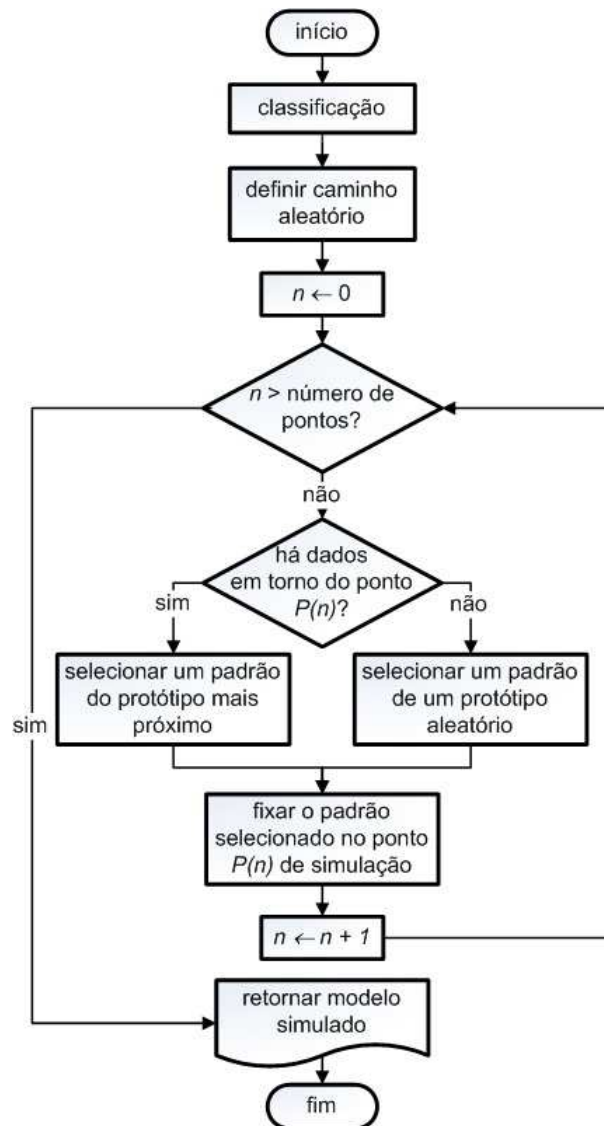 início
classificação
definir caminho
aleatório
n ← 0
n > número de
pontos?
não
há dados
em torno do ponto
P(n)?
sim
não
selecionar um padrão
do protótipo mais
próximo
selecionar um padrão
de um protótipo
aleatório
sim
fixar o padrão
selecionado no ponto
P(n) de simulação
n ← n + 1
retornar modelo
simulado
fim